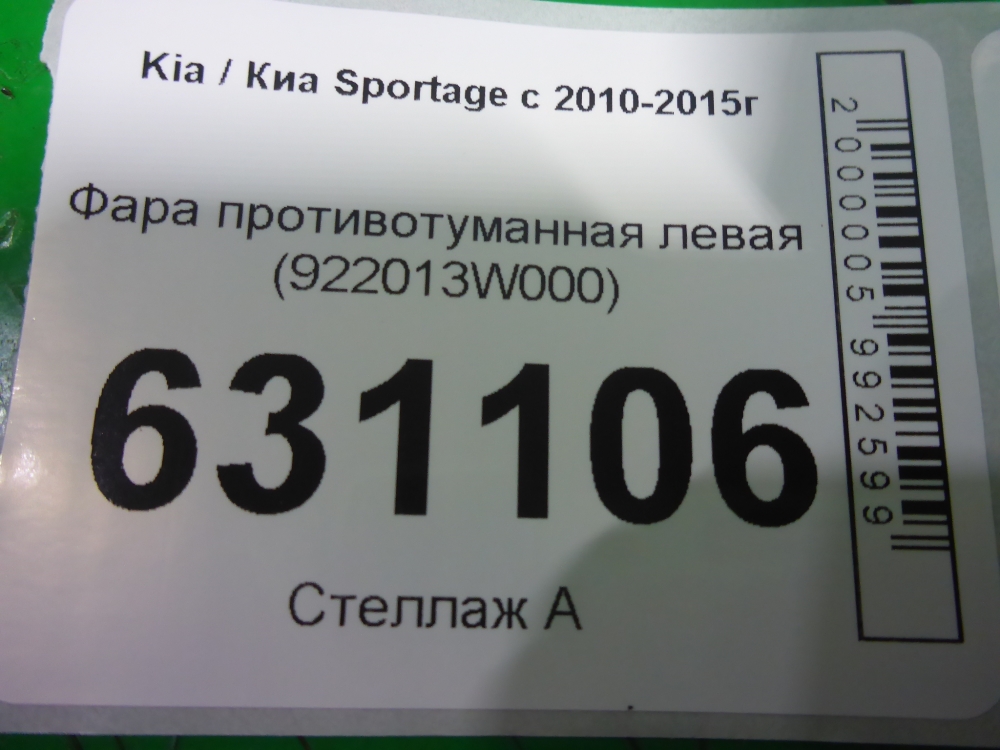 Kia / Киа Sportage с 2010-2015г
Фара противотуманная левая
(922013W000)
631106
Стеллаж А
2000005992599